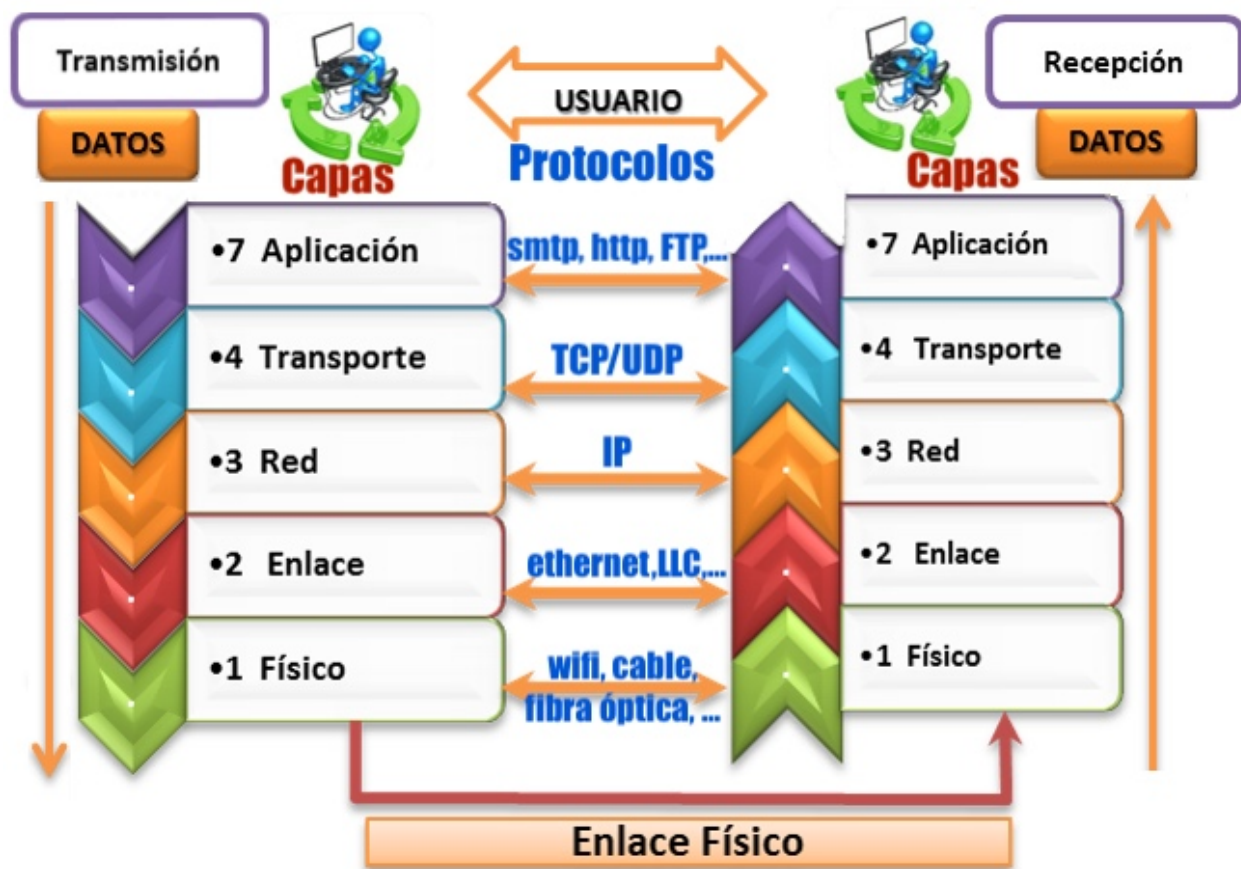 Transmisión
DATOS
Capas
USUARIO
Protocolos
Capas
Recepción
DATOS
•7 Aplicación
smtp, http, FTP,...
•7 Aplicación
•4 Transporte
TCP/UDP
•4 Transporte
•3 Red
IP
•3 Red
•2 Enlace
ethernet,LLC,...
•2 Enlace
•1 Físico
wifi, cable,
fibra óptica, ...
•1 Físico
Enlace Físico